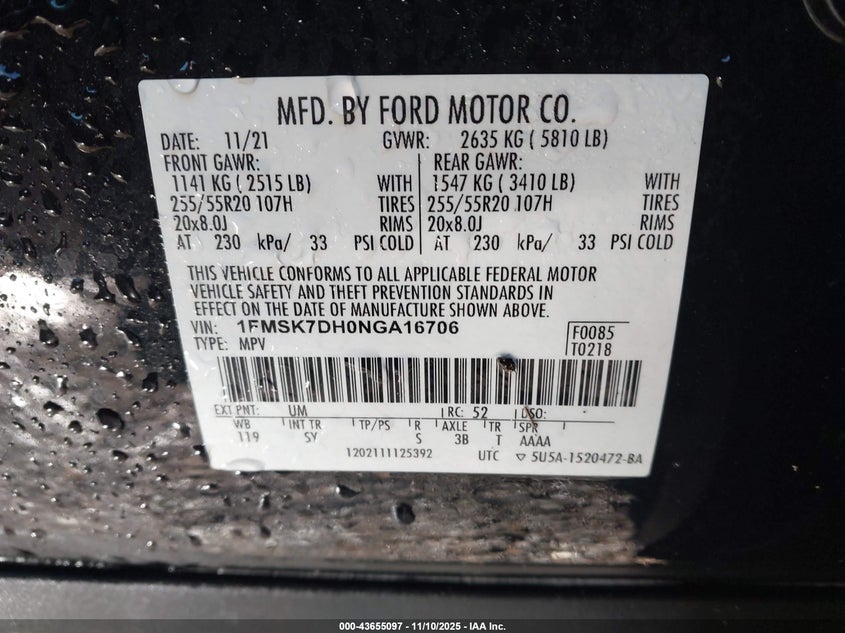 MFD. BY FORD MOTOR CO.
DATE: 11/21 GVWR: 2635 KG ( 5810 LB)
FRONT GAWR: REAR GAWR:
1141 KG ( 2515 LB) WITH 1547 KG ( 3410 LB) WITH
255/55R20 107H TIRES 255/55R20 107H TIRES
20x8.0J RIMS 20x8.0J RIMS
AT 230 kPa/ 33 PSI COLD AT 230 kPa/ 33 PSI COLD
THIS VEHICLE CONFORMS TO ALL APPLICABLE FEDERAL MOTOR
VEHICLE SAFETY AND THEFT PREVENTION STANDARDS IN
EFFECT ON THE DATE OF MANUFACTURE SHOWN ABOVE.
VIN: 1FMSK7DH0NGA16706 F0085
TYPE: MPV T0218
EXT PNT: UM RC: 52 DSO:
WB INT TR TP/PS R AXLE TR SPR
119 SY S 3B T AAAA
1202111125392 UTC ▽ 5U5A-1520472-BA
000-43655097 - 11/10/2025 - IAA Inc.